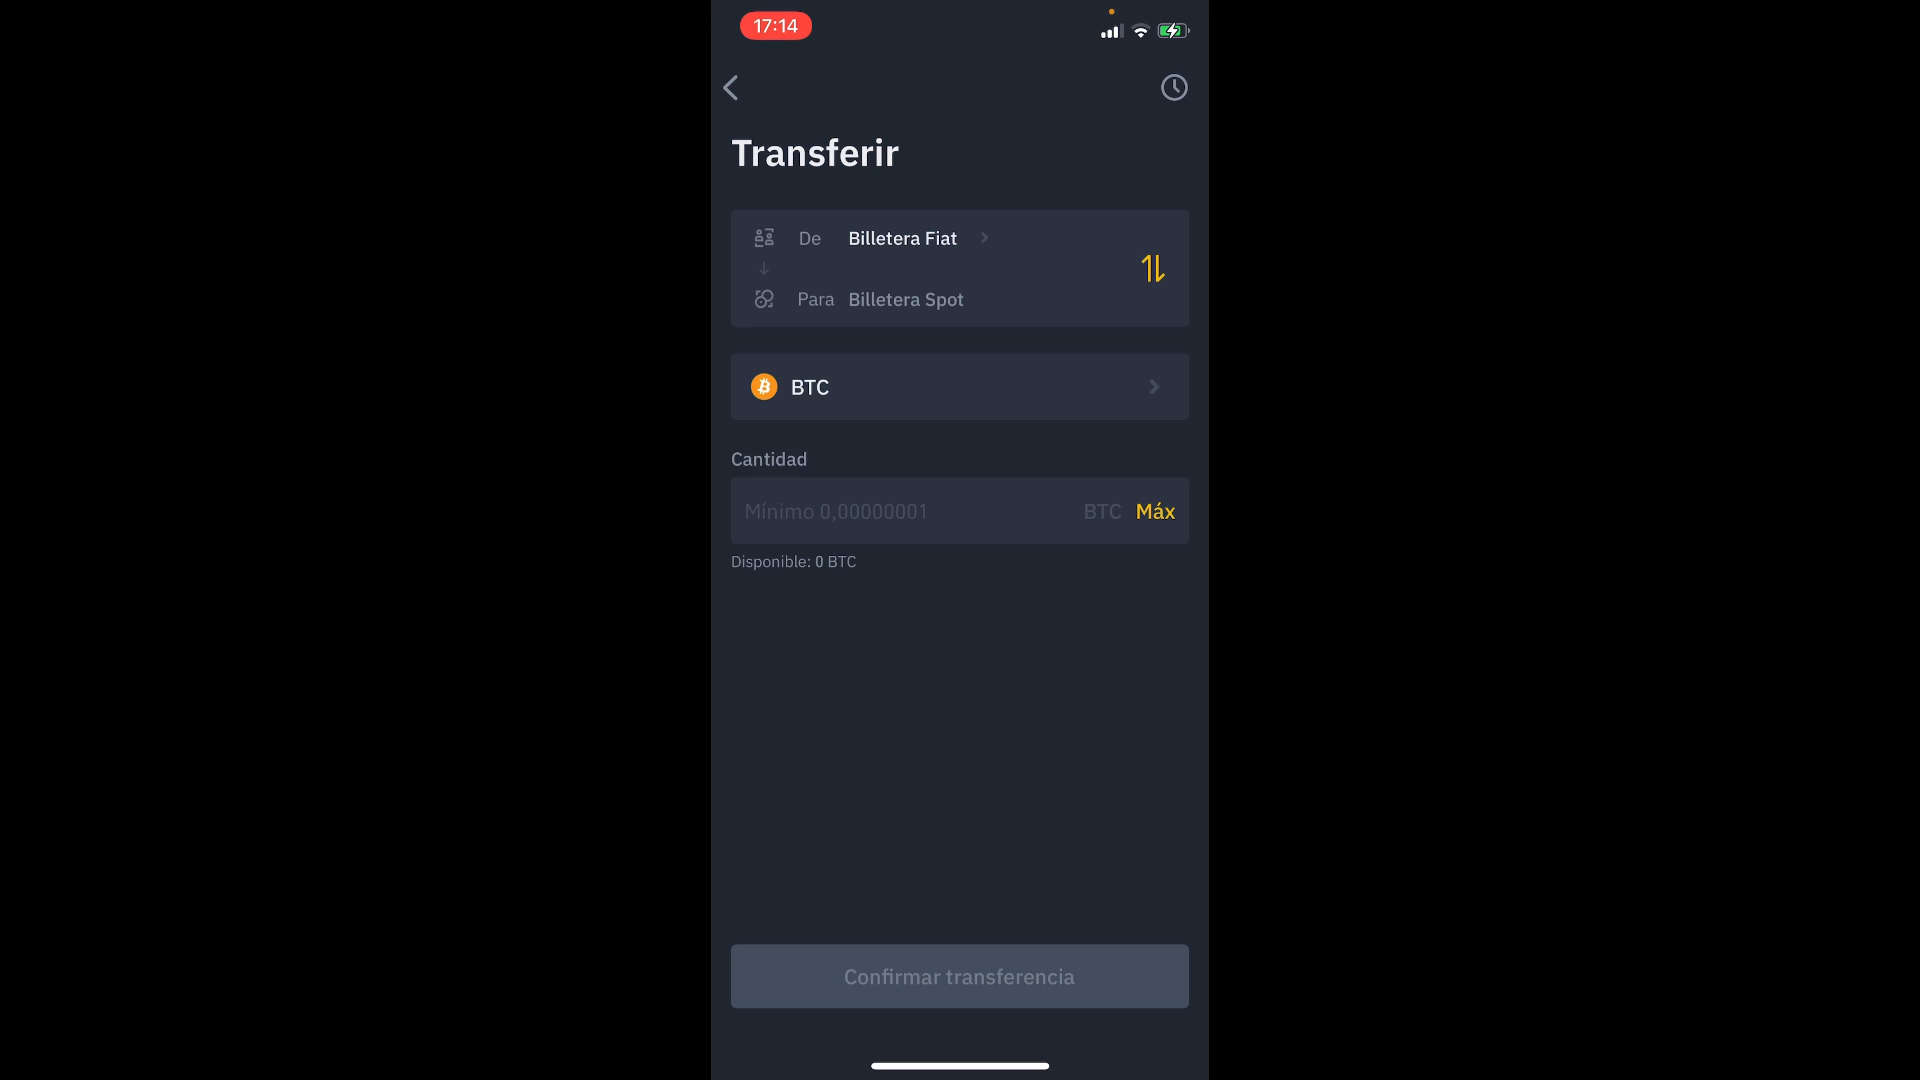 17:14
Transferir
De Billetera Fiat
Para Billetera Spot
BTC
Cantidad
Mínimo 0,00000001 BTC Máx
Disponible: 0 BTC
Confirmar transferencia